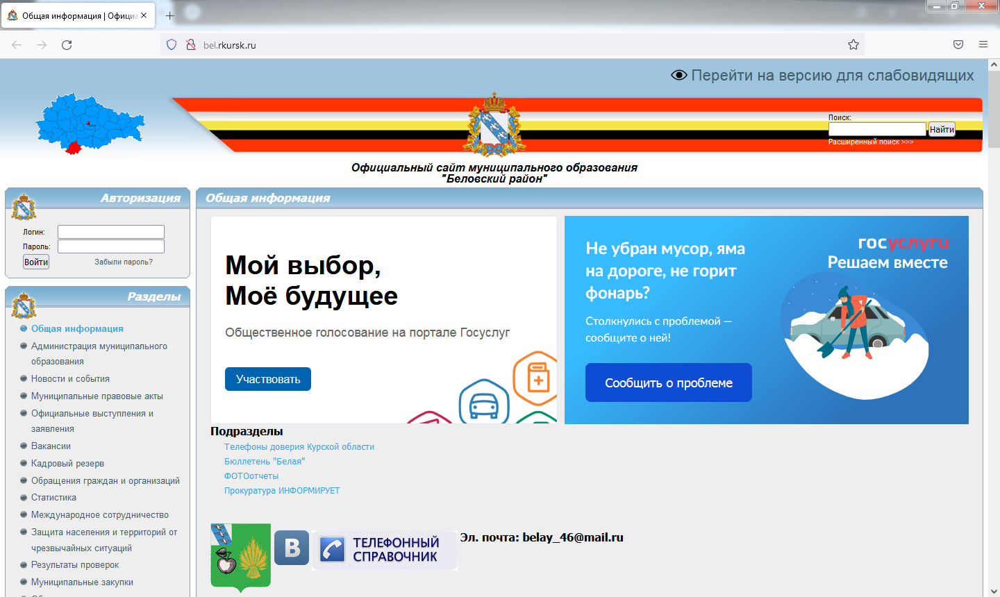 Общая информация | Официа
bel.rkursk.ru
Перейти на версию для слабовидящих
Поиск:
Найти
Расширенный поиск >>>
Официальный сайт муниципального образования
"Беловский район"
Авторизация
Логин:
Пароль:
Войти
Забыли пароль?
Разделы
Общая информация
Администрация муниципального
образования
Новости и события
Муниципальные правовые акты
Официальные выступления и
заявления
Вакансии
Кадровый резерв
Обращения граждан и организаций
Статистика
Международное сотрудничество
Защита населения и территорий от
чрезвычайных ситуаций
Результаты проверок
Муниципальные закупки
Общая информация
Мой выбор,
Моё будущее
Общественное голосование на портале Госуслуг
Участвовать
госуслуги
Решаем вместе
Не убран мусор, яма
на дороге, не горит
фонарь?
Столкнулись с проблемой —
сообщите о ней!
Сообщить о проблеме
Подразделы
Телефоны доверия Курской области
Бюллетень "Белая"
ФОТОотчеты
Прокуратура ИНФОРМИРУЕТ
В
ТЕЛЕФОННЫЙ
СПРАВОЧНИК
Эл. почта: belay_46@mail.ru